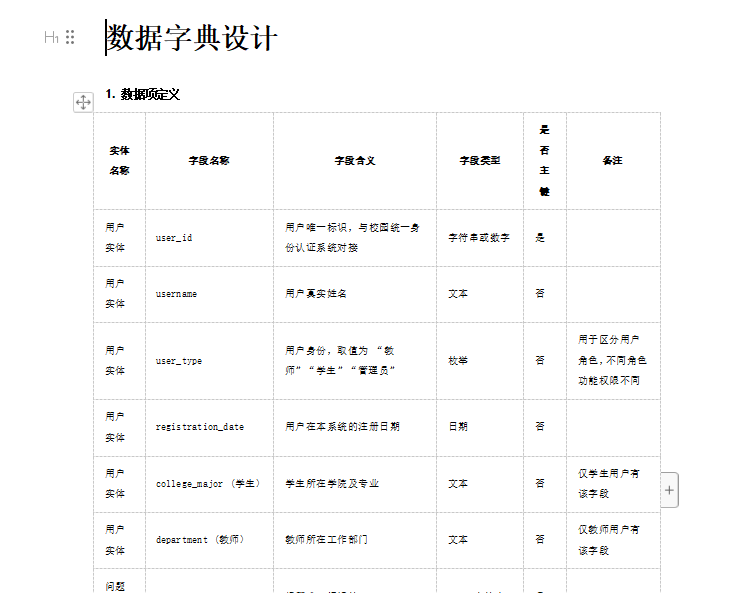 H1
数据字典设计
1. 数据项定义
实体名称 字段名称 字段含义 字段类型 是否主键 备注
用户实体 user_id 用户唯一标识，与校园统一身份认证系统对接 字符串或数字 是
用户实体 username 用户真实姓名 文本 否
用户实体 user_type 用户身份，取值为 “教师”“学生”“管理员” 枚举 否 用于区分用户角色，不同角色功能权限不同
用户实体 registration_date 用户在本系统的注册日期 日期 否
用户实体 college_major（学生） 学生所在学院及专业 文本 否 仅学生用户有该字段
用户实体 department（教师） 教师所在工作部门 文本 否 仅教师用户有该字段
问题